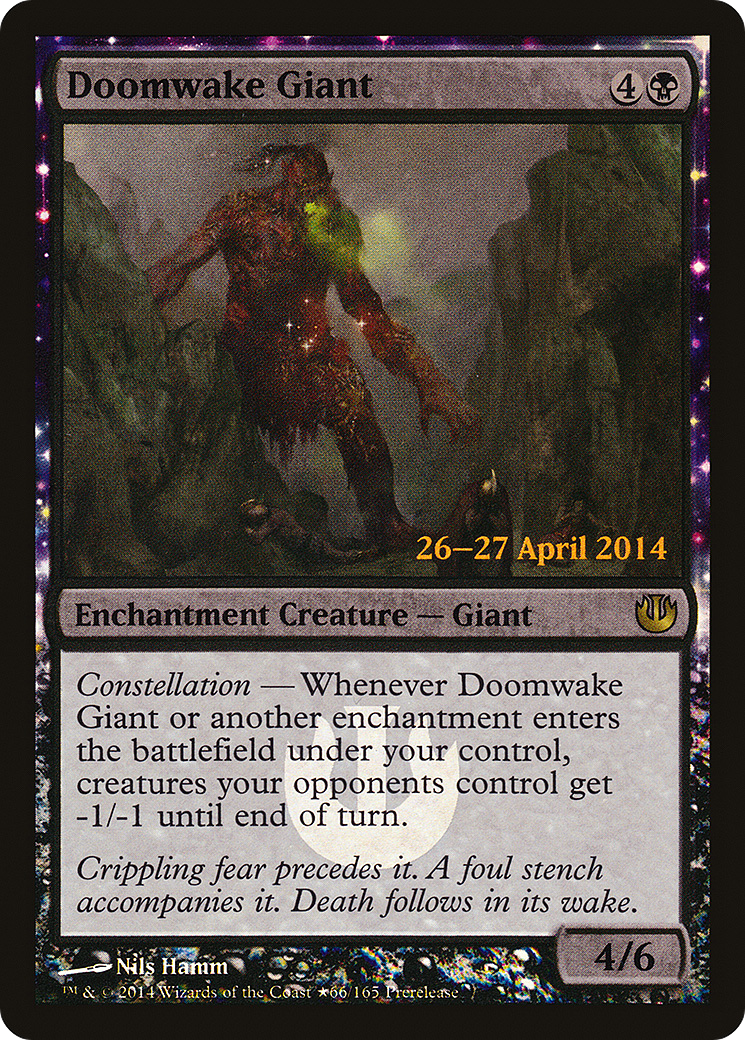 Doomwake Giant 4
26–27 April 2014
Enchantment Creature — Giant
Constellation — Whenever Doomwake
Giant or another enchantment enters
the battlefield under your control,
creatures your opponents control get
-1/-1 until end of turn.
Crippling fear precedes it. A foul stench
accompanies it. Death follows in its wake.
4/6
Nils Hamm
™ & © 2014 Wizards of the Coast ★66/165 Prerelease